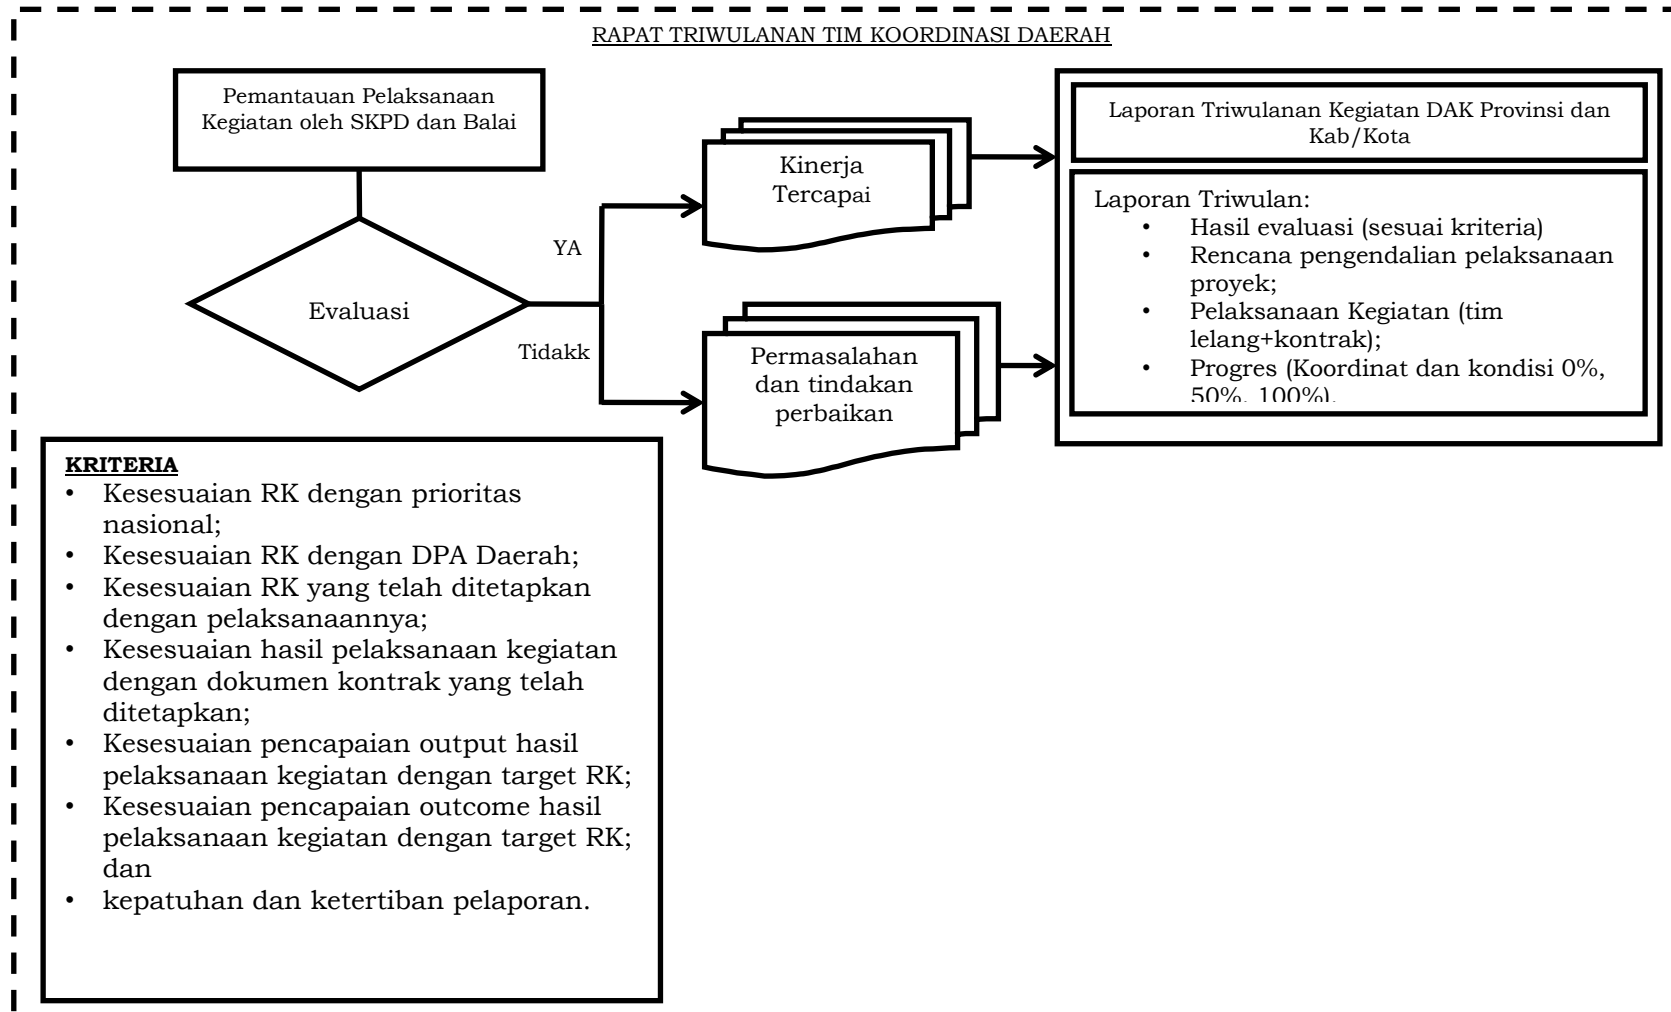 RAPAT TRIWULANAN TIM KOORDINASI DAERAH
Pemantauan Pelaksanaan
Kegiatan oleh SKPD dan Balai
Evaluasi
YA
Tidakk
Kinerja
Tercapai
Permasalahan
dan tindakan
perbaikan
Laporan Triwulanan Kegiatan DAK Provinsi dan
Kab/Kota
Laporan Triwulan:
• Hasil evaluasi (sesuai kriteria)
• Rencana pengendalian pelaksanaan
proyek;
• Pelaksanaan Kegiatan (tim
lelang+kontrak);
• Progres (Koordinat dan kondisi 0%,
50%, 100%).
KRITERIA
• Kesesuaian RK dengan prioritas
nasional;
• Kesesuaian RK dengan DPA Daerah;
• Kesesuaian RK yang telah ditetapkan
dengan pelaksanaannya;
• Kesesuaian hasil pelaksanaan kegiatan
dengan dokumen kontrak yang telah
ditetapkan;
• Kesesuaian pencapaian output hasil
pelaksanaan kegiatan dengan target RK;
• Kesesuaian pencapaian outcome hasil
pelaksanaan kegiatan dengan target RK;
dan
• kepatuhan dan ketertiban pelaporan.